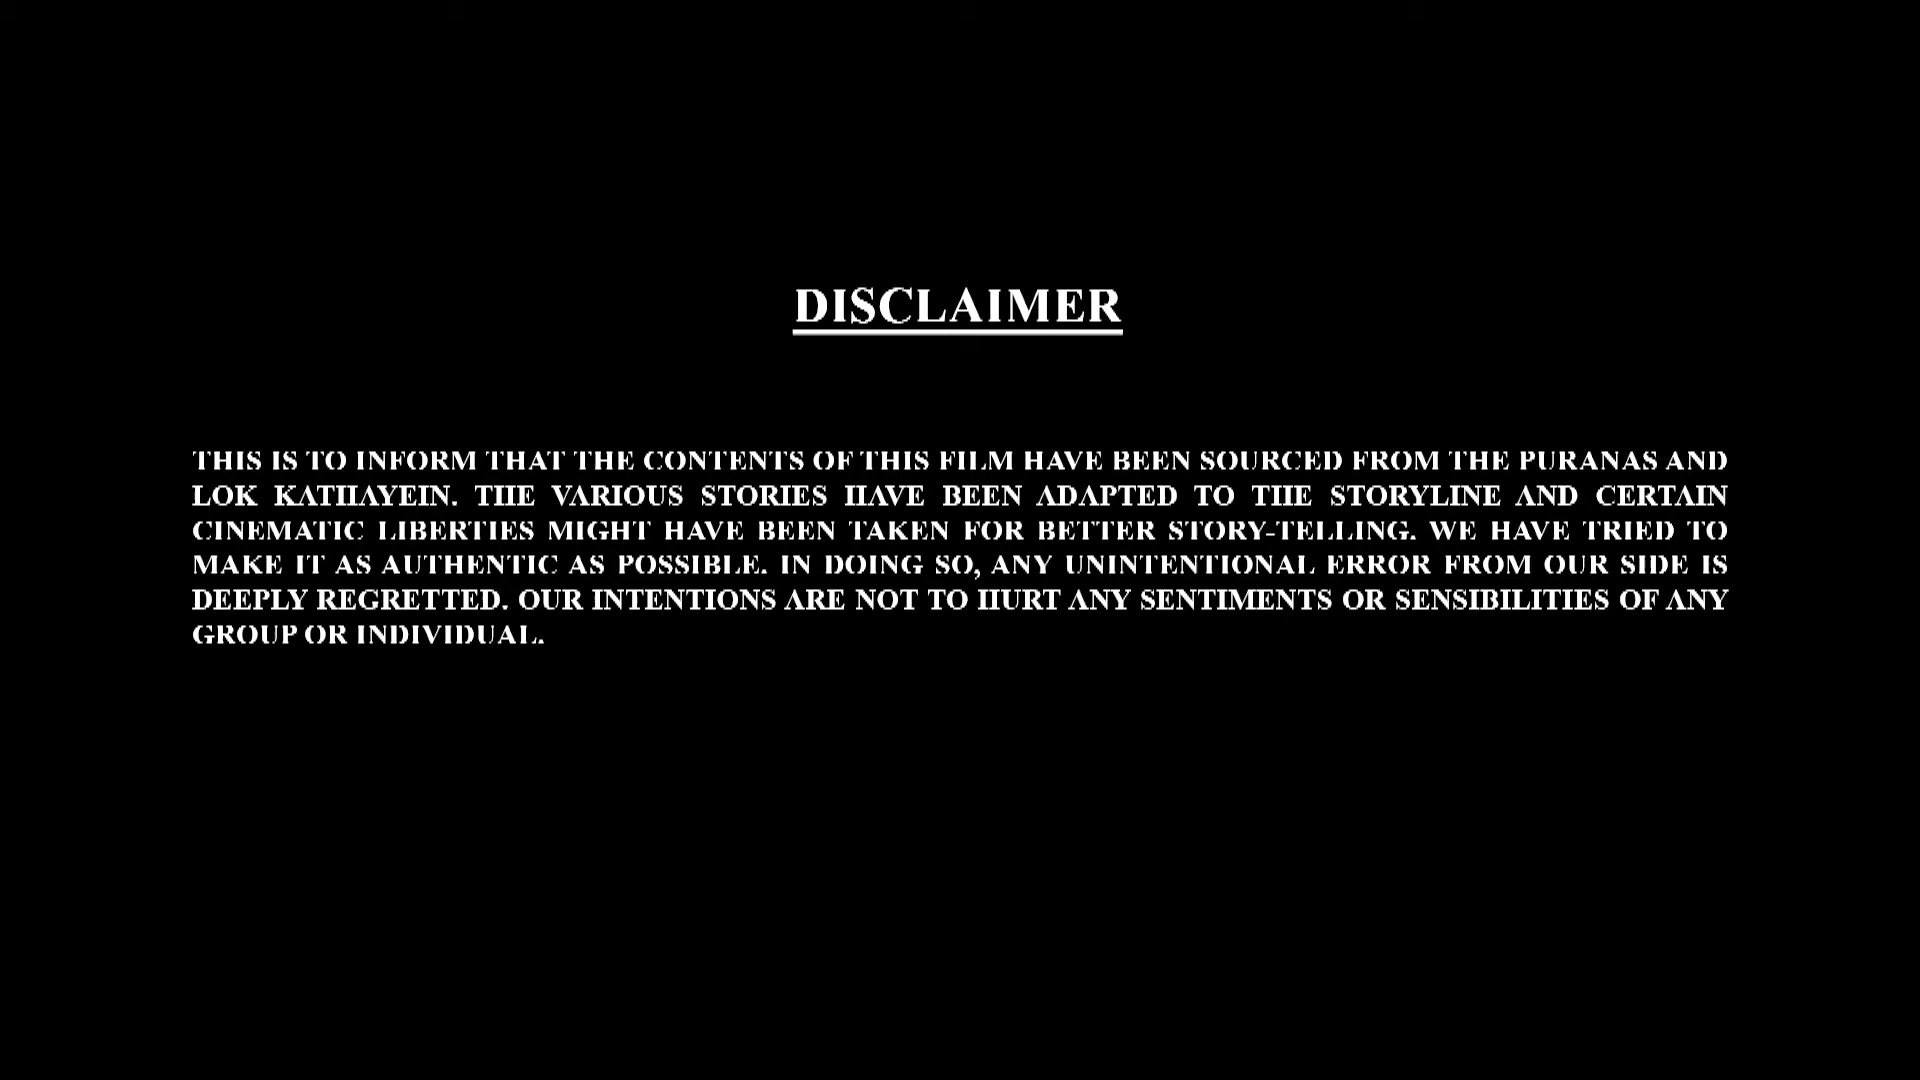 DISCLAIMER
THIS IS TO INFORM THAT THE CONTENTS OF THIS FILM HAVE BEEN SOURCED FROM THE PURANAS AND
LOK KATHAYEIN. THE VARIOUS STORIES HAVE BEEN ADAPTED TO THE STORYLINE AND CERTAIN
CINEMATIC LIBERTIES MIGHT HAVE BEEN TAKEN FOR BETTER STORY-TELLING. WE HAVE TRIED TO
MAKE IT AS AUTHENTIC AS POSSIBLE. IN DOING SO, ANY UNINTENTIONAL ERROR FROM OUR SIDE IS
DEEPLY REGRETTED. OUR INTENTIONS ARE NOT TO HURT ANY SENTIMENTS OR SENSIBILITIES OF ANY
GROUP OR INDIVIDUAL.